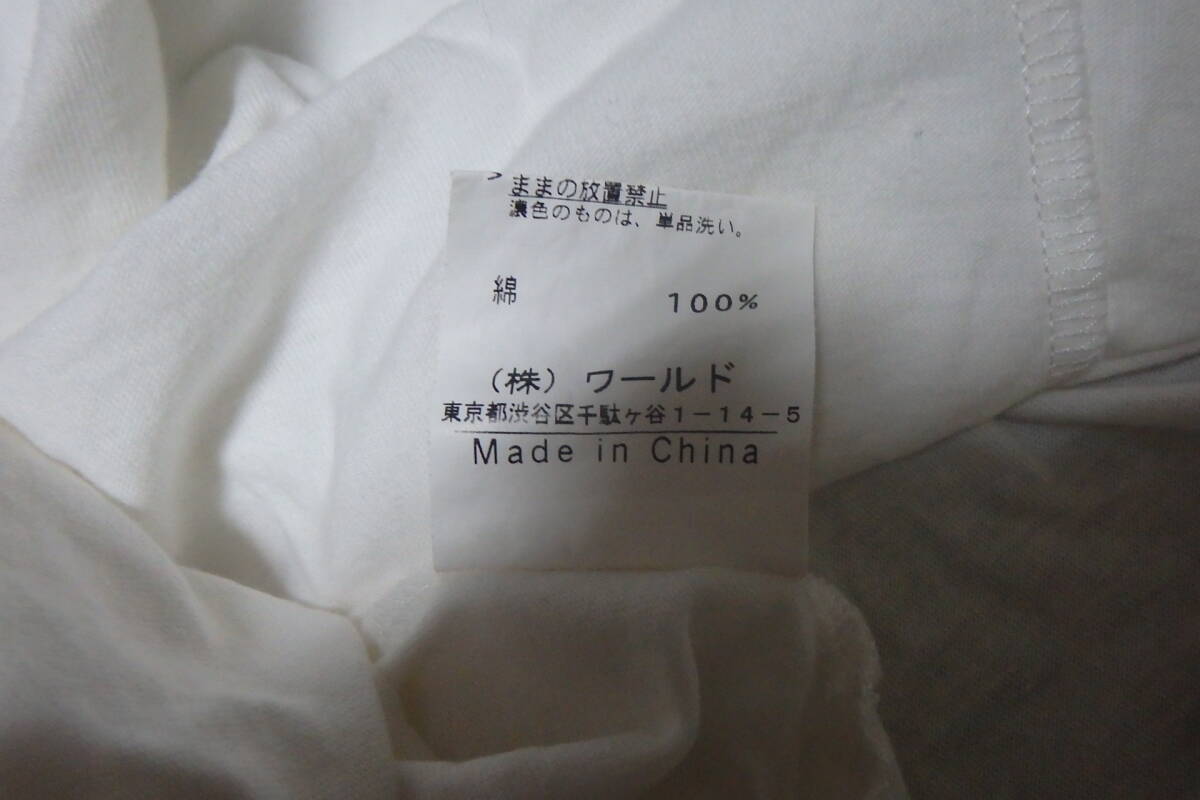 ままの放置禁止
濃色のものは、単品洗い。
綿 100%
(株) ワールド
東京都渋谷区千駄ヶ谷1-14-5
Made in China